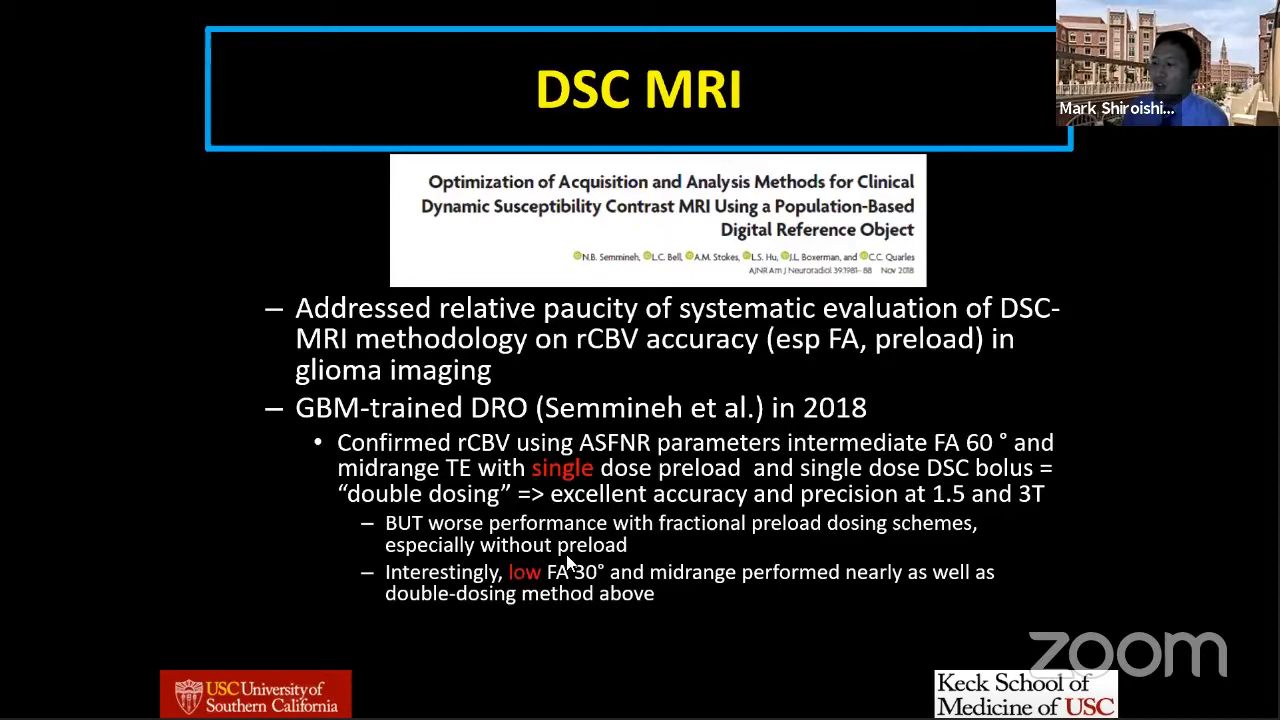 DSC MRI
Mark Shiroishi...
Optimization of Acquisition and Analysis Methods for Clinical
Dynamic Susceptibility Contrast MRI Using a Population-Based
Digital Reference Object
N.B. Semmineh, L.C. Bell, A.M. Stokes, L.S. Hu, J.L. Boxerman, and C.C. Quarles
AJNR Am J Neuroradiol 39:1981–88 Nov 2018
– Addressed relative paucity of systematic evaluation of DSC-
MRI methodology on rCBV accuracy (esp FA, preload) in
glioma imaging
– GBM-trained DRO (Semmineh et al.) in 2018
• Confirmed rCBV using ASFNR parameters intermediate FA 60 ° and
midrange TE with single dose preload and single dose DSC bolus =
“double dosing” => excellent accuracy and precision at 1.5 and 3T
– BUT worse performance with fractional preload dosing schemes,
especially without preload
– Interestingly, low FA 30° and midrange performed nearly as well as
double-dosing method above
zoom
USC University of
Southern California
Keck School of
Medicine of USC